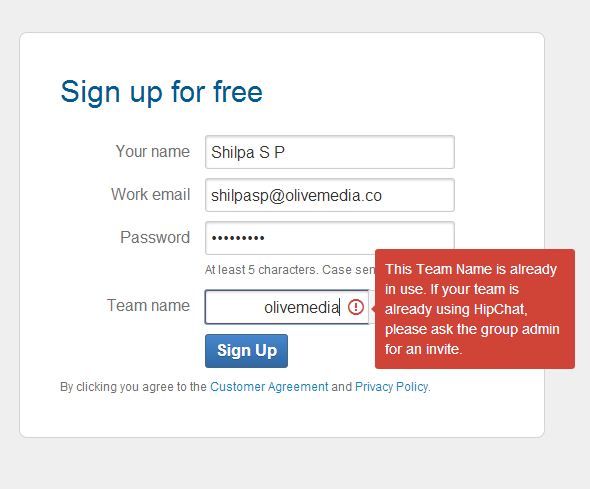 Sign up for free
Your name Shilpa S P
Work email shilpasp@olivemedia.co
Password •••••••••
At least 5 characters. Case
This Team Name is already
in use. If your team is
already using HipChat,
please ask the group admin
for an invite.
Team name olivemedia
Sign Up
By clicking you agree to the Customer Agreement and Privacy Policy.